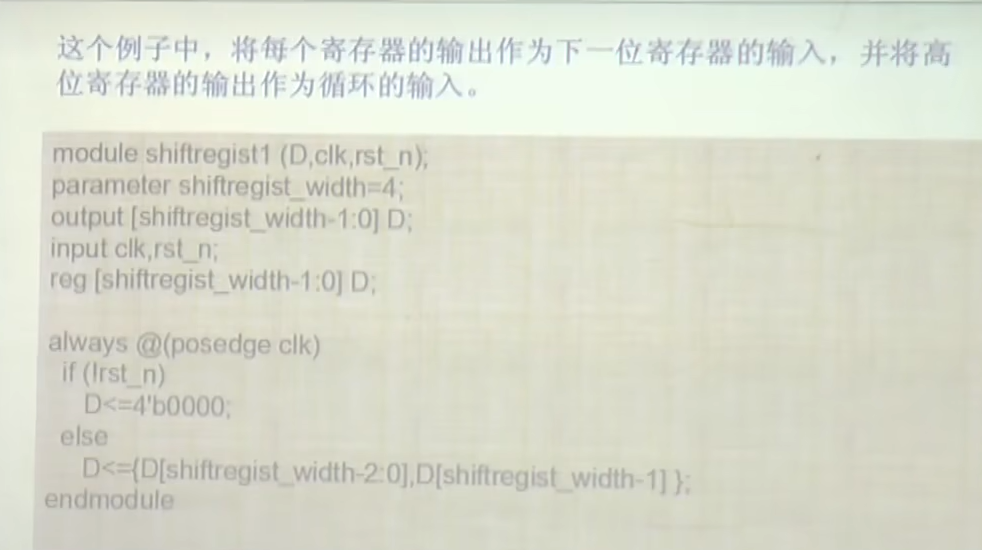 这个例子中，将每个寄存器的输出作为下一位寄存器的输入，并将高
位寄存器的输出作为循环的输入。
module shiftregist1 (D,clk,rst_n);
parameter shiftregist_width=4;
output [shiftregist_width-1:0] D;
input clk,rst_n;
reg [shiftregist_width-1:0] D;
always @(posedge clk)
if (!rst_n)
D<=4'b0000;
else
D<={D[shiftregist_width-2:0],D[shiftregist_width-1] };
endmodule